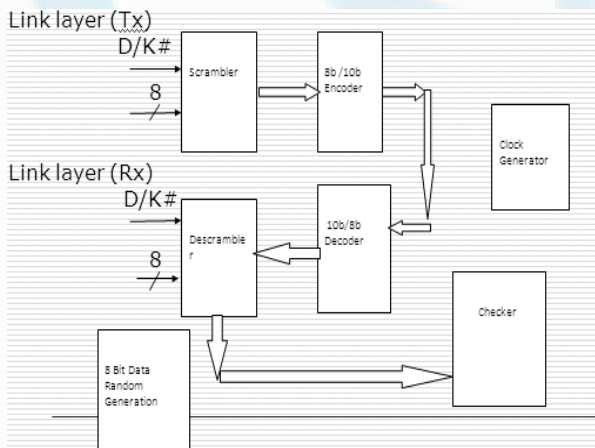 Link layer (Tx)
D/K#
8
Scrambler
8b /10b
Encoder
Clock
Generator
Link layer (Rx)
D/K#
8
Descramble
r
10b/8b
Decoder
Checker
8 Bit Data
Random
Generation